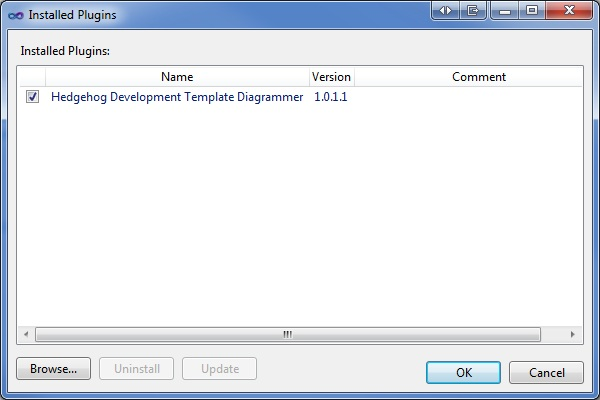 Installed Plugins
Installed Plugins:
Name Version Comment
Hedgehog Development Template Diagrammer 1.0.1.1
Browse... Uninstall Update OK Cancel